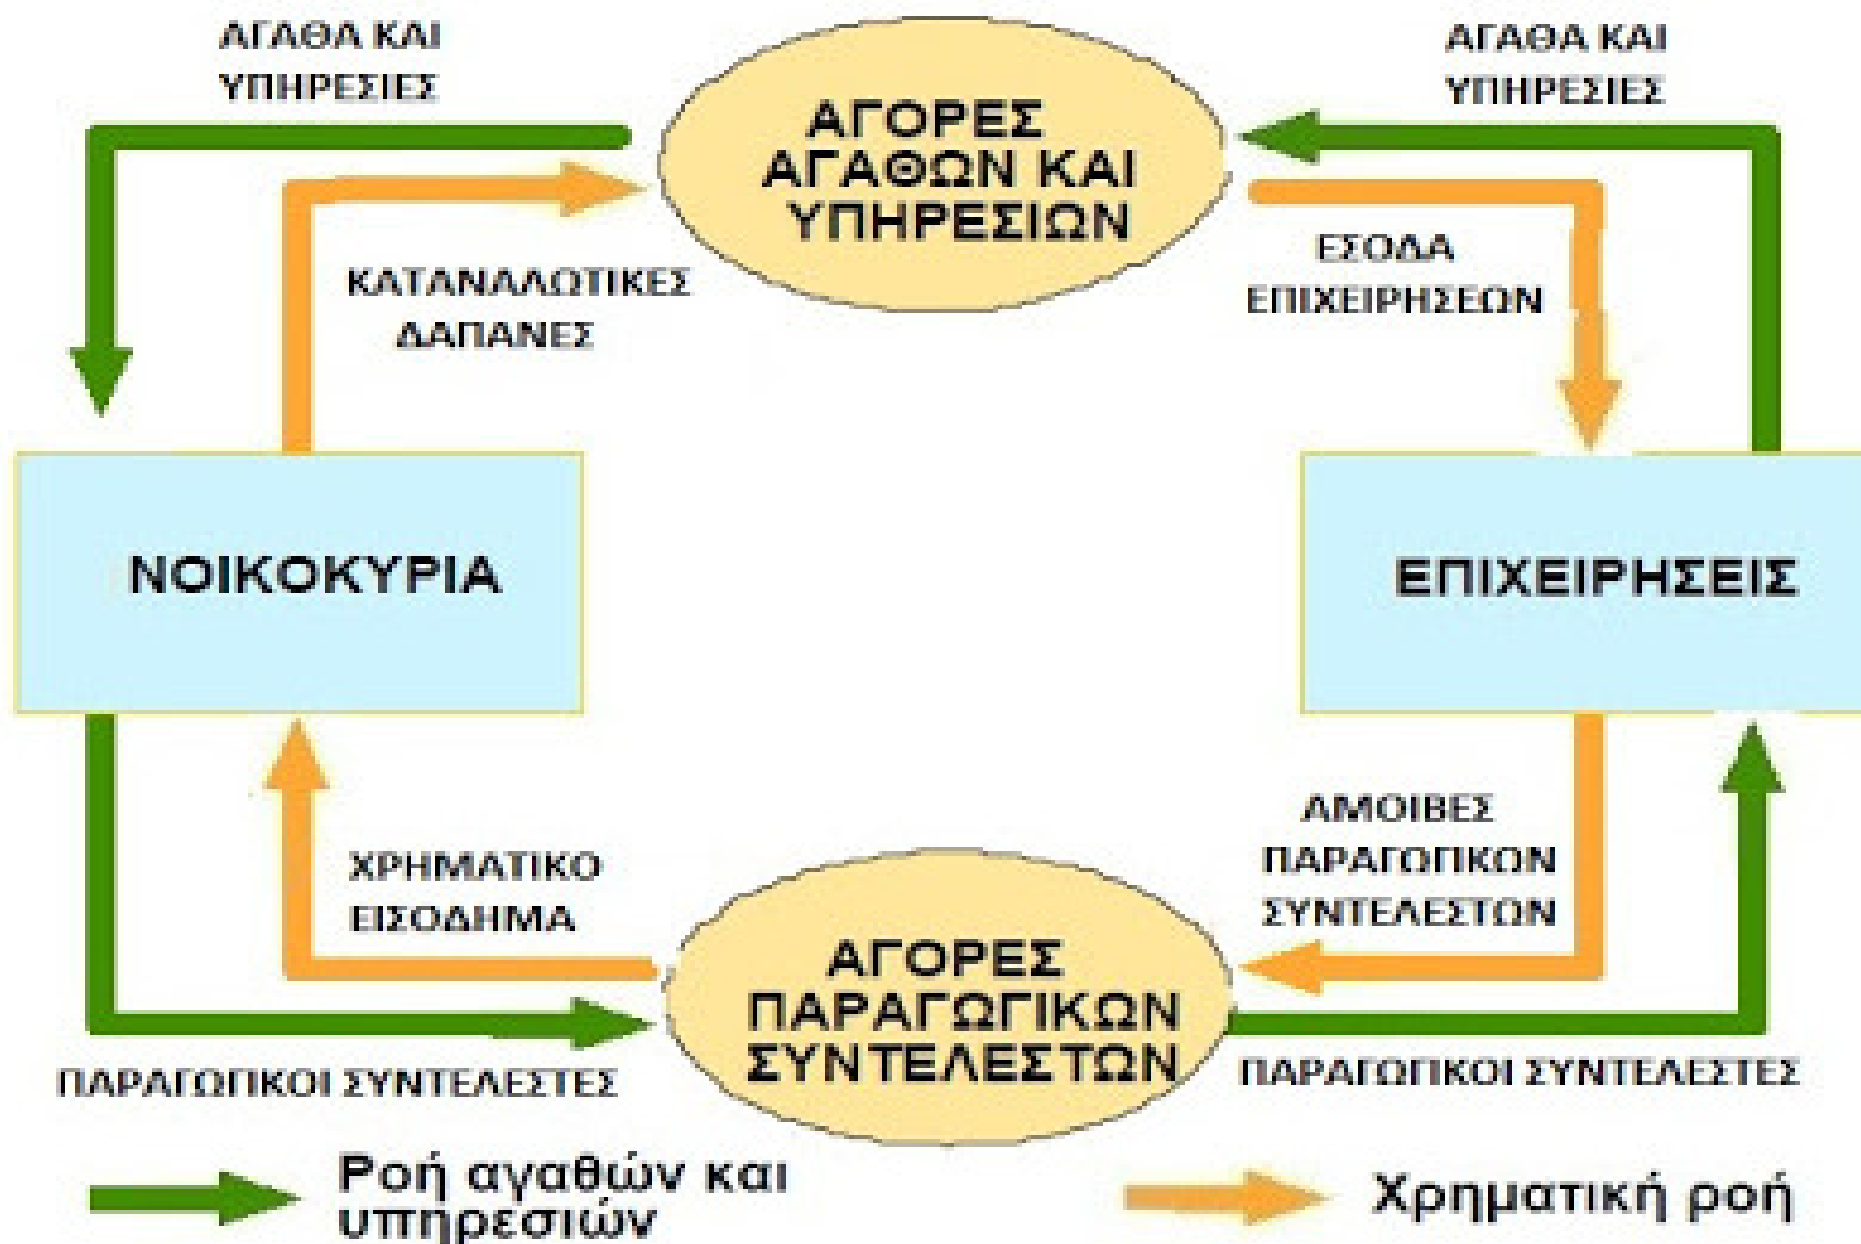 ΑΓΑΘΑ ΚΑΙ
ΥΠΗΡΕΣΙΕΣ
ΑΓΟΡΕΣ
ΑΓΑΘΩΝ ΚΑΙ
ΥΠΗΡΕΣΙΩΝ
ΑΓΑΘΑ ΚΑΙ
ΥΠΗΡΕΣΙΕΣ
ΚΑΤΑΝΑΛΩΤΙΚΕΣ
ΔΑΠΑΝΕΣ
ΕΣΟΔΑ
ΕΠΙΧΕΙΡΗΣΕΩΝ
ΝΟΙΚΟΚΥΡΙΑ
ΕΠΙΧΕΙΡΗΣΕΙΣ
ΧΡΗΜΑΤΙΚΟ
ΕΙΣΟΔΗΜΑ
ΑΜΟΙΒΕΣ
ΠΑΡΑΓΩΓΙΚΩΝ
ΣΥΝΤΕΛΕΣΤΩΝ
ΑΓΟΡΕΣ
ΠΑΡΑΓΩΓΙΚΩΝ
ΣΥΝΤΕΛΕΣΤΩΝ
ΠΑΡΑΓΩΓΙΚΟΙ ΣΥΝΤΕΛΕΣΤΕΣ
ΠΑΡΑΓΩΓΙΚΟΙ ΣΥΝΤΕΛΕΣΤΕΣ
Ροή αγαθών και
υπηρεσιών
Χρηματική ροή